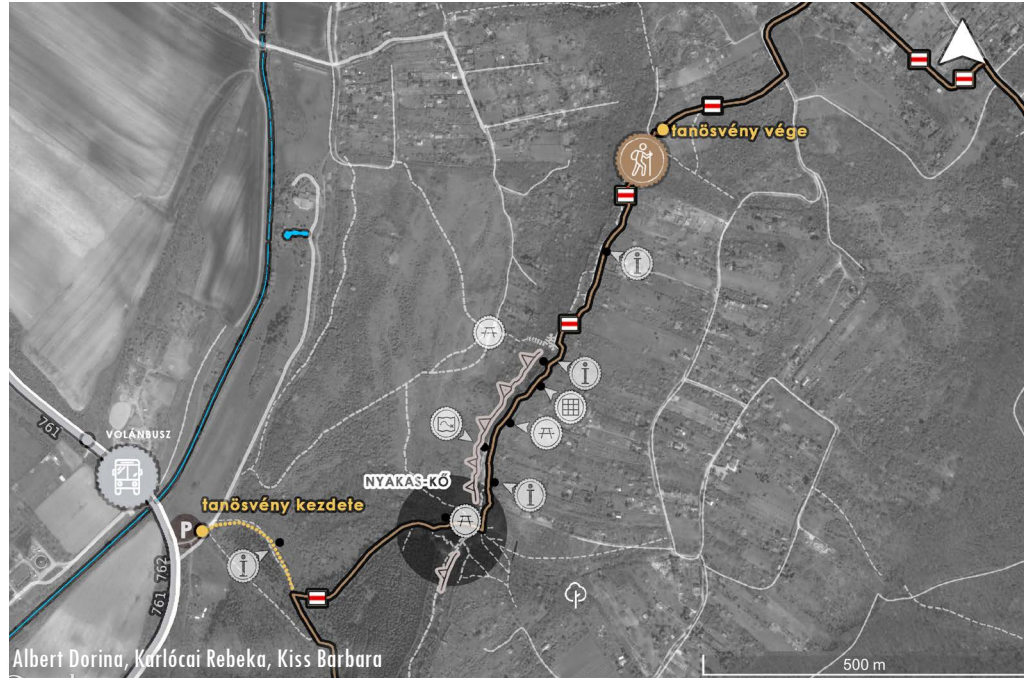 tanösvény vége
761
VOLÁNBUSZ
NYAKAS-KŐ
tanösvény kezdete
P
761 762
Albert Dorina, Karlócai Rebeka, Kiss Barbara
500 m